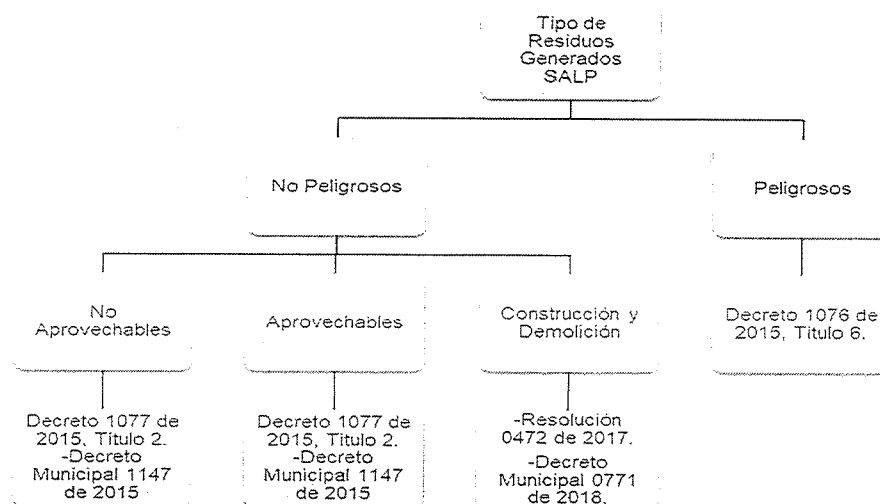 Tipo de
Residuos
Generados
SALP
No Peligrosos
Peligrosos
No
Aprovechables
Aprovechables
Construcción y
Demolición
Decreto 1076 de
2015, Titulo 6.
Decreto 1077 de
2015, Titulo 2.
-Decreto
Municipal 1147
de 2015
Decreto 1077 de
2015, Titulo 2.
-Decreto
Municipal 1147
de 2015
-Resolución
0472 de 2017.
-Decreto
Municipal 0771
de 2018.